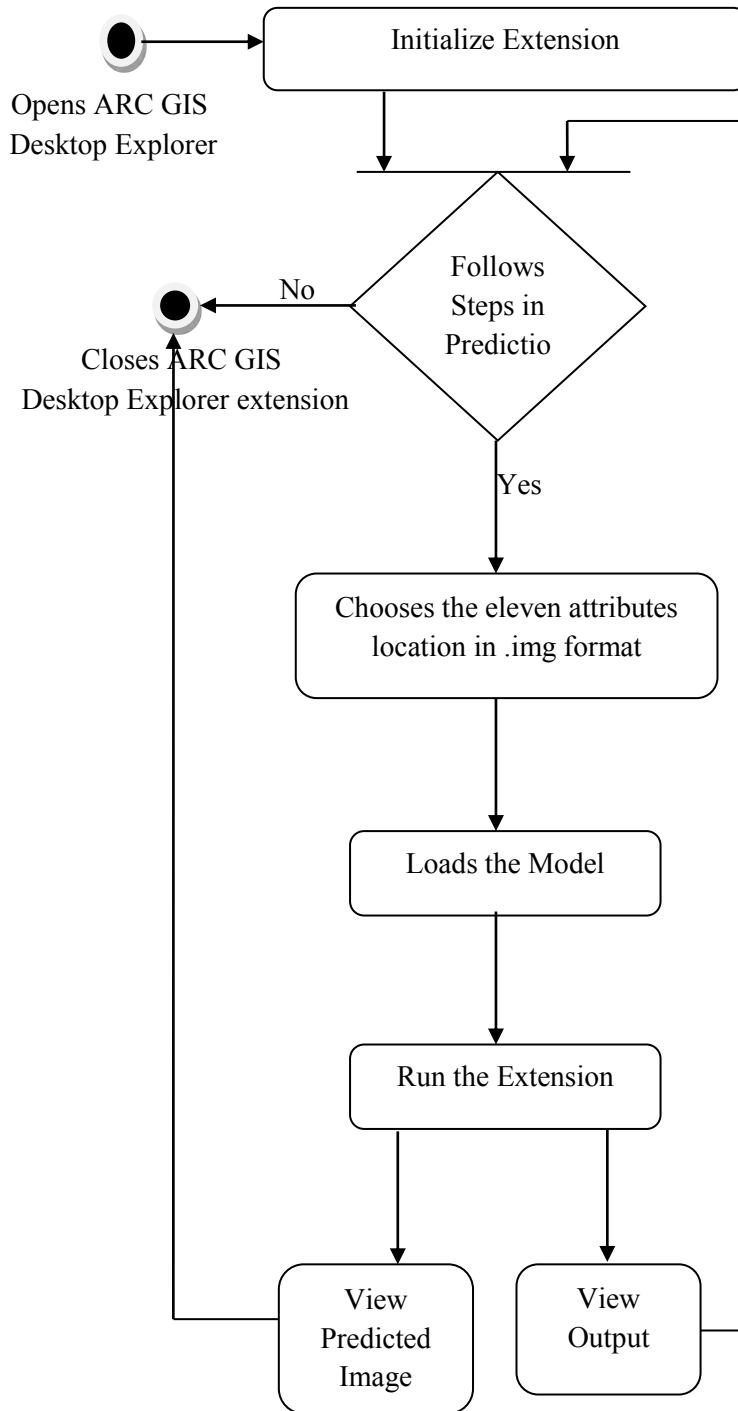 Initialize Extension
Opens ARC GIS
Desktop Explorer
Follows
Steps in
Predictio
No
Closes ARC GIS
Desktop Explorer extension
Yes
Chooses the eleven attributes
location in .img format
Loads the Model
Run the Extension
View
Predicted
Image
View
Output